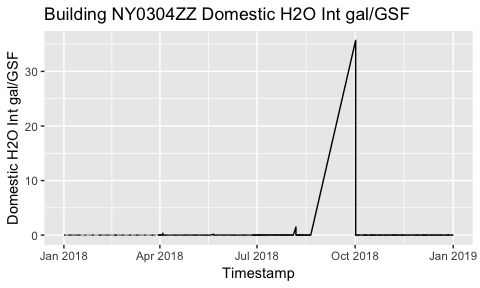 Building NY0304ZZ Domestic H2O Int gal/GSF
Domestic H2O Int gal/GSF
30
20
10
0
Jan 2018
Apr 2018
Jul 2018
Oct 2018
Jan 2019
Timestamp